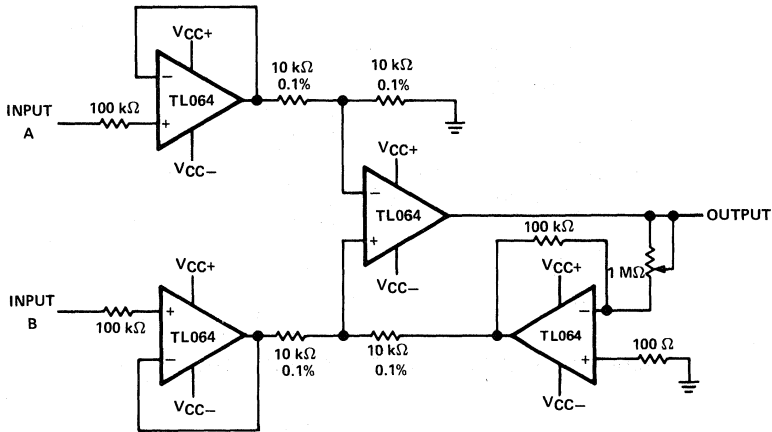 VCC+
10 kΩ
0.1%
10 kΩ
0.1%
INPUT
A
100 kΩ
−
TL064
+
VCC−
VCC+
−
TL064
+
VCC−
OUTPUT
100 kΩ
1 MΩ
VCC+
−
TL064
+
VCC−
100 Ω
INPUT
B
100 kΩ
VCC+
+
TL064
−
VCC−
10 kΩ
0.1%
10 kΩ
0.1%